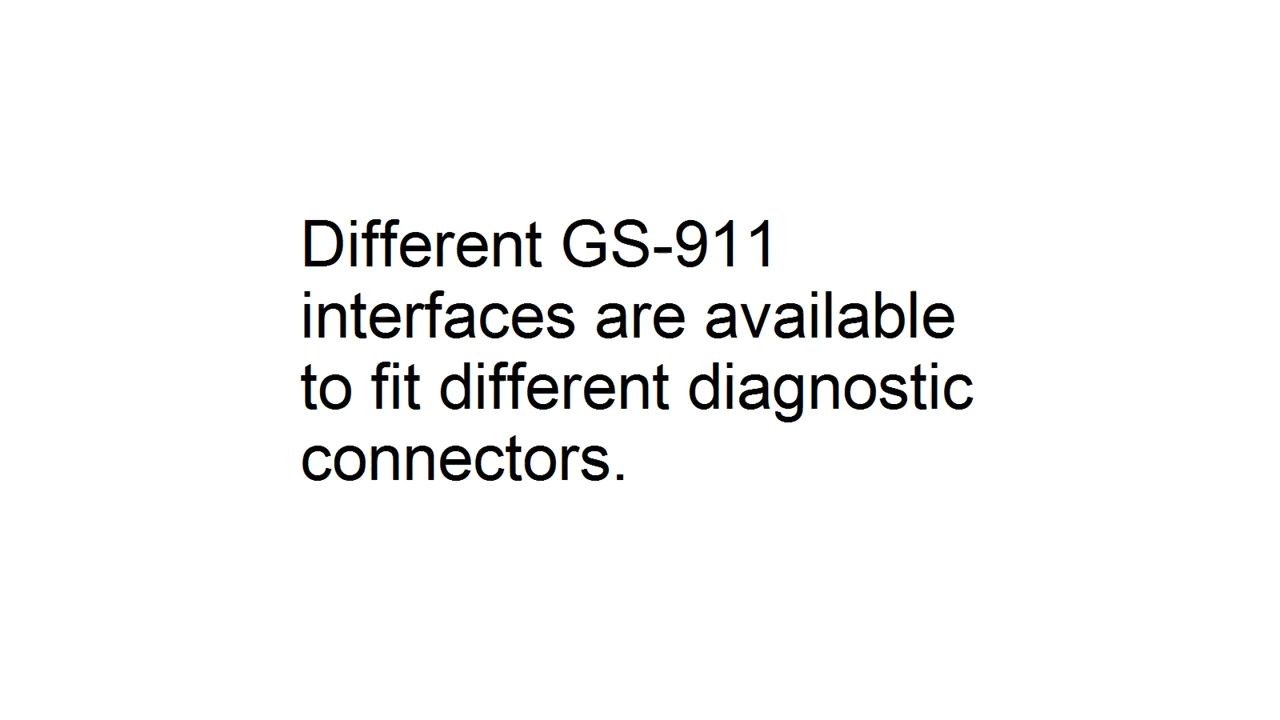 Different GS-911
interfaces are available
to fit different diagnostic
connectors.